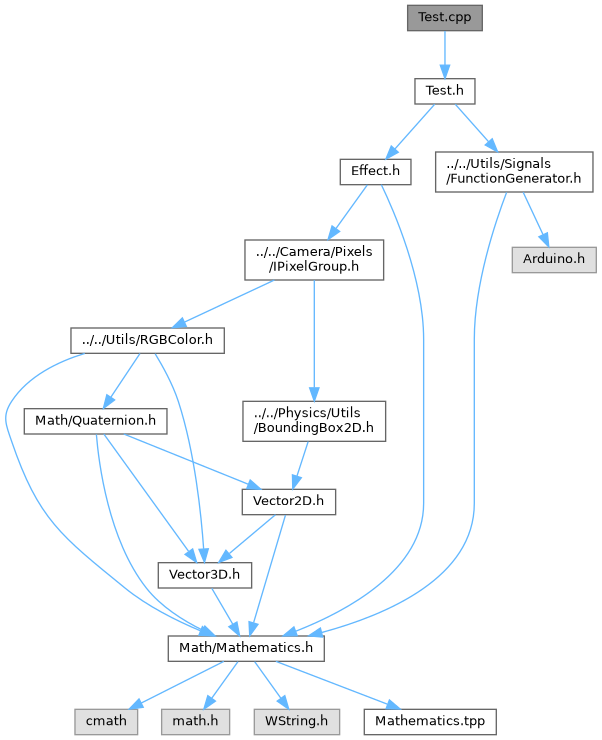 Test.cpp
Test.h
Effect.h
../../Utils/Signals
/FunctionGenerator.h
../../Camera/Pixels
/IPixelGroup.h
Arduino.h
../../Utils/RGBColor.h
Math/Quaternion.h
../../Physics/Utils
/BoundingBox2D.h
Vector2D.h
Vector3D.h
Math/Mathematics.h
cmath
math.h
WString.h
Mathematics.tpp